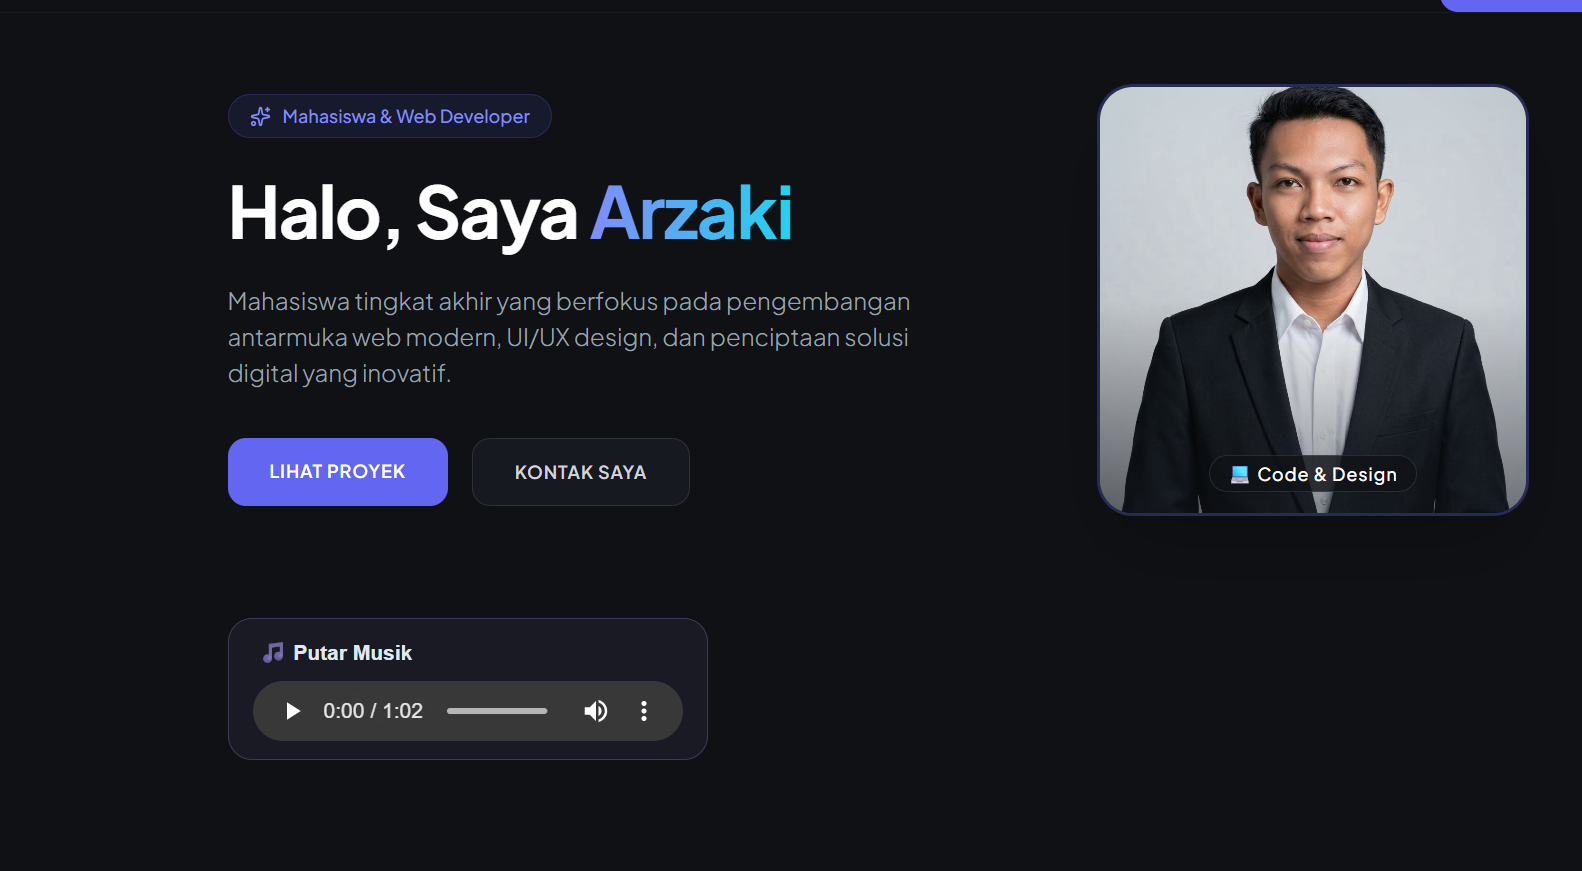 Mahasiswa & Web Developer
Halo, Saya Arzaki
Mahasiswa tingkat akhir yang berfokus pada pengembangan
antarmuka web modern, UI/UX design, dan penciptaan solusi
digital yang inovatif.
LIHAT PROYEK
KONTAK SAYA
💻 Code & Design
🎵 Putar Musik
0:00 / 1:02